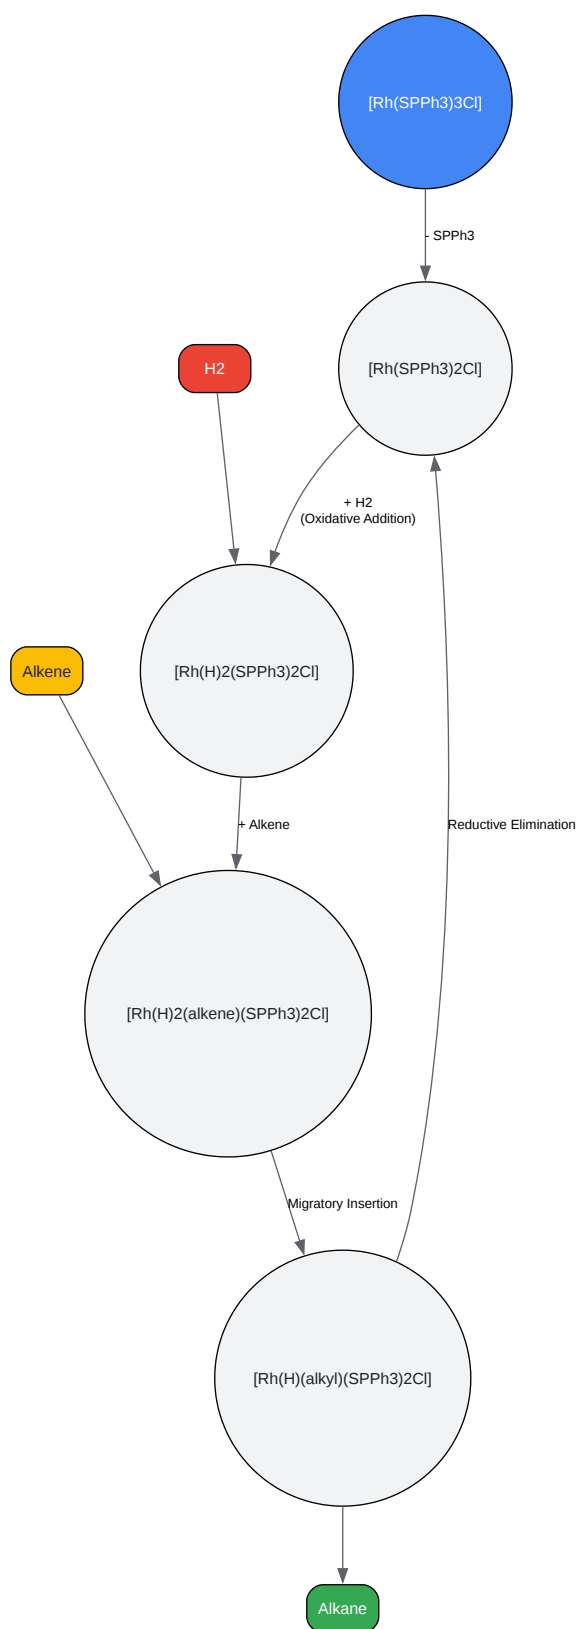 [Rh(SPPh3)3Cl]
- SPPh3
[Rh(SPPh3)2Cl]
H2
+ H2
(Oxidative Addition)
[Rh(H)2(SPPh3)2Cl]
Alkene
+ Alkene
Reductive Elimination
[Rh(H)2(alkene)(SPPh3)2Cl]
Migratory Insertion
[Rh(H)(alkyl)(SPPh3)2Cl]
Alkane